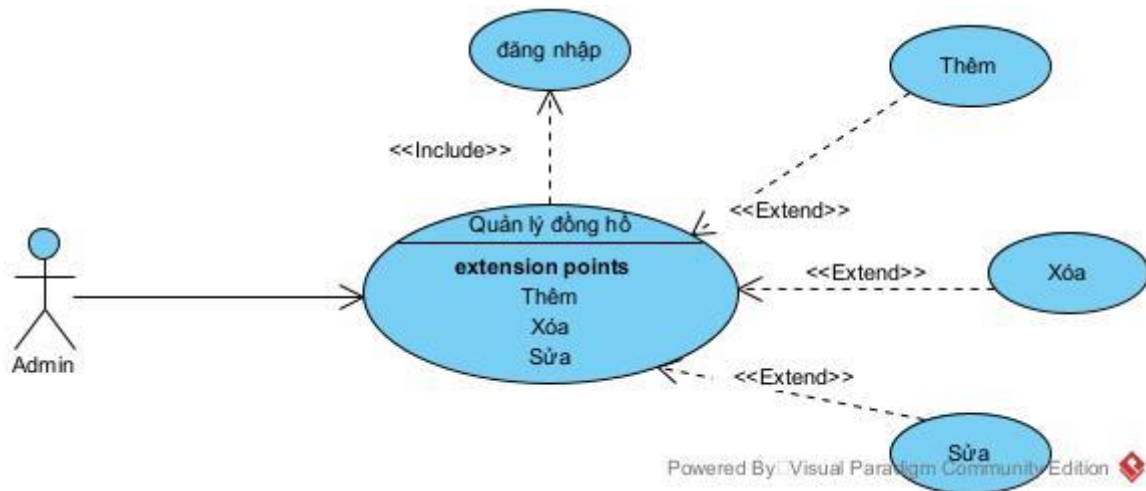 đăng nhập
Thêm
<<Include>>
<<Extend>>
Quản lý đồng hồ
extension points
Thêm
Xóa
Sửa
<<Extend>>
Xóa
Admin
<<Extend>>
Sửa
Powered By Visual Paradigm Community Edition